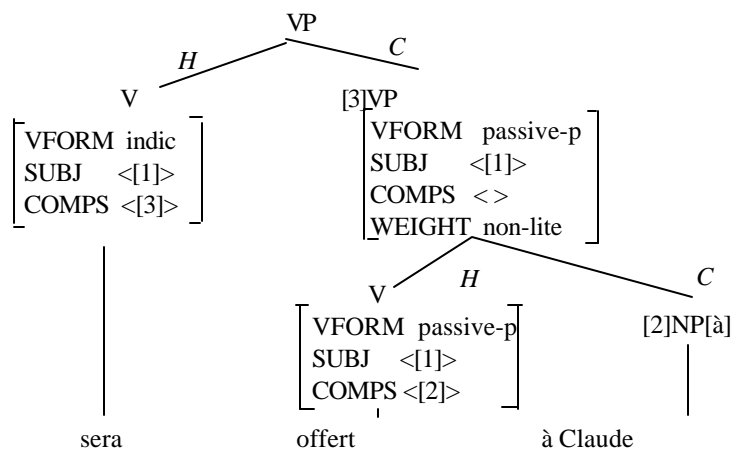 VP
H C
V [3]VP
VFORM indic
SUBJ <[1]>
COMPS <[3]>
VFORM passive-p
SUBJ <[1]>
COMPS < >
WEIGHT non-lite
H C
V [2]NP[à]
VFORM passive-p
SUBJ <[1]>
COMPS <[2]>
sera offert à Claude